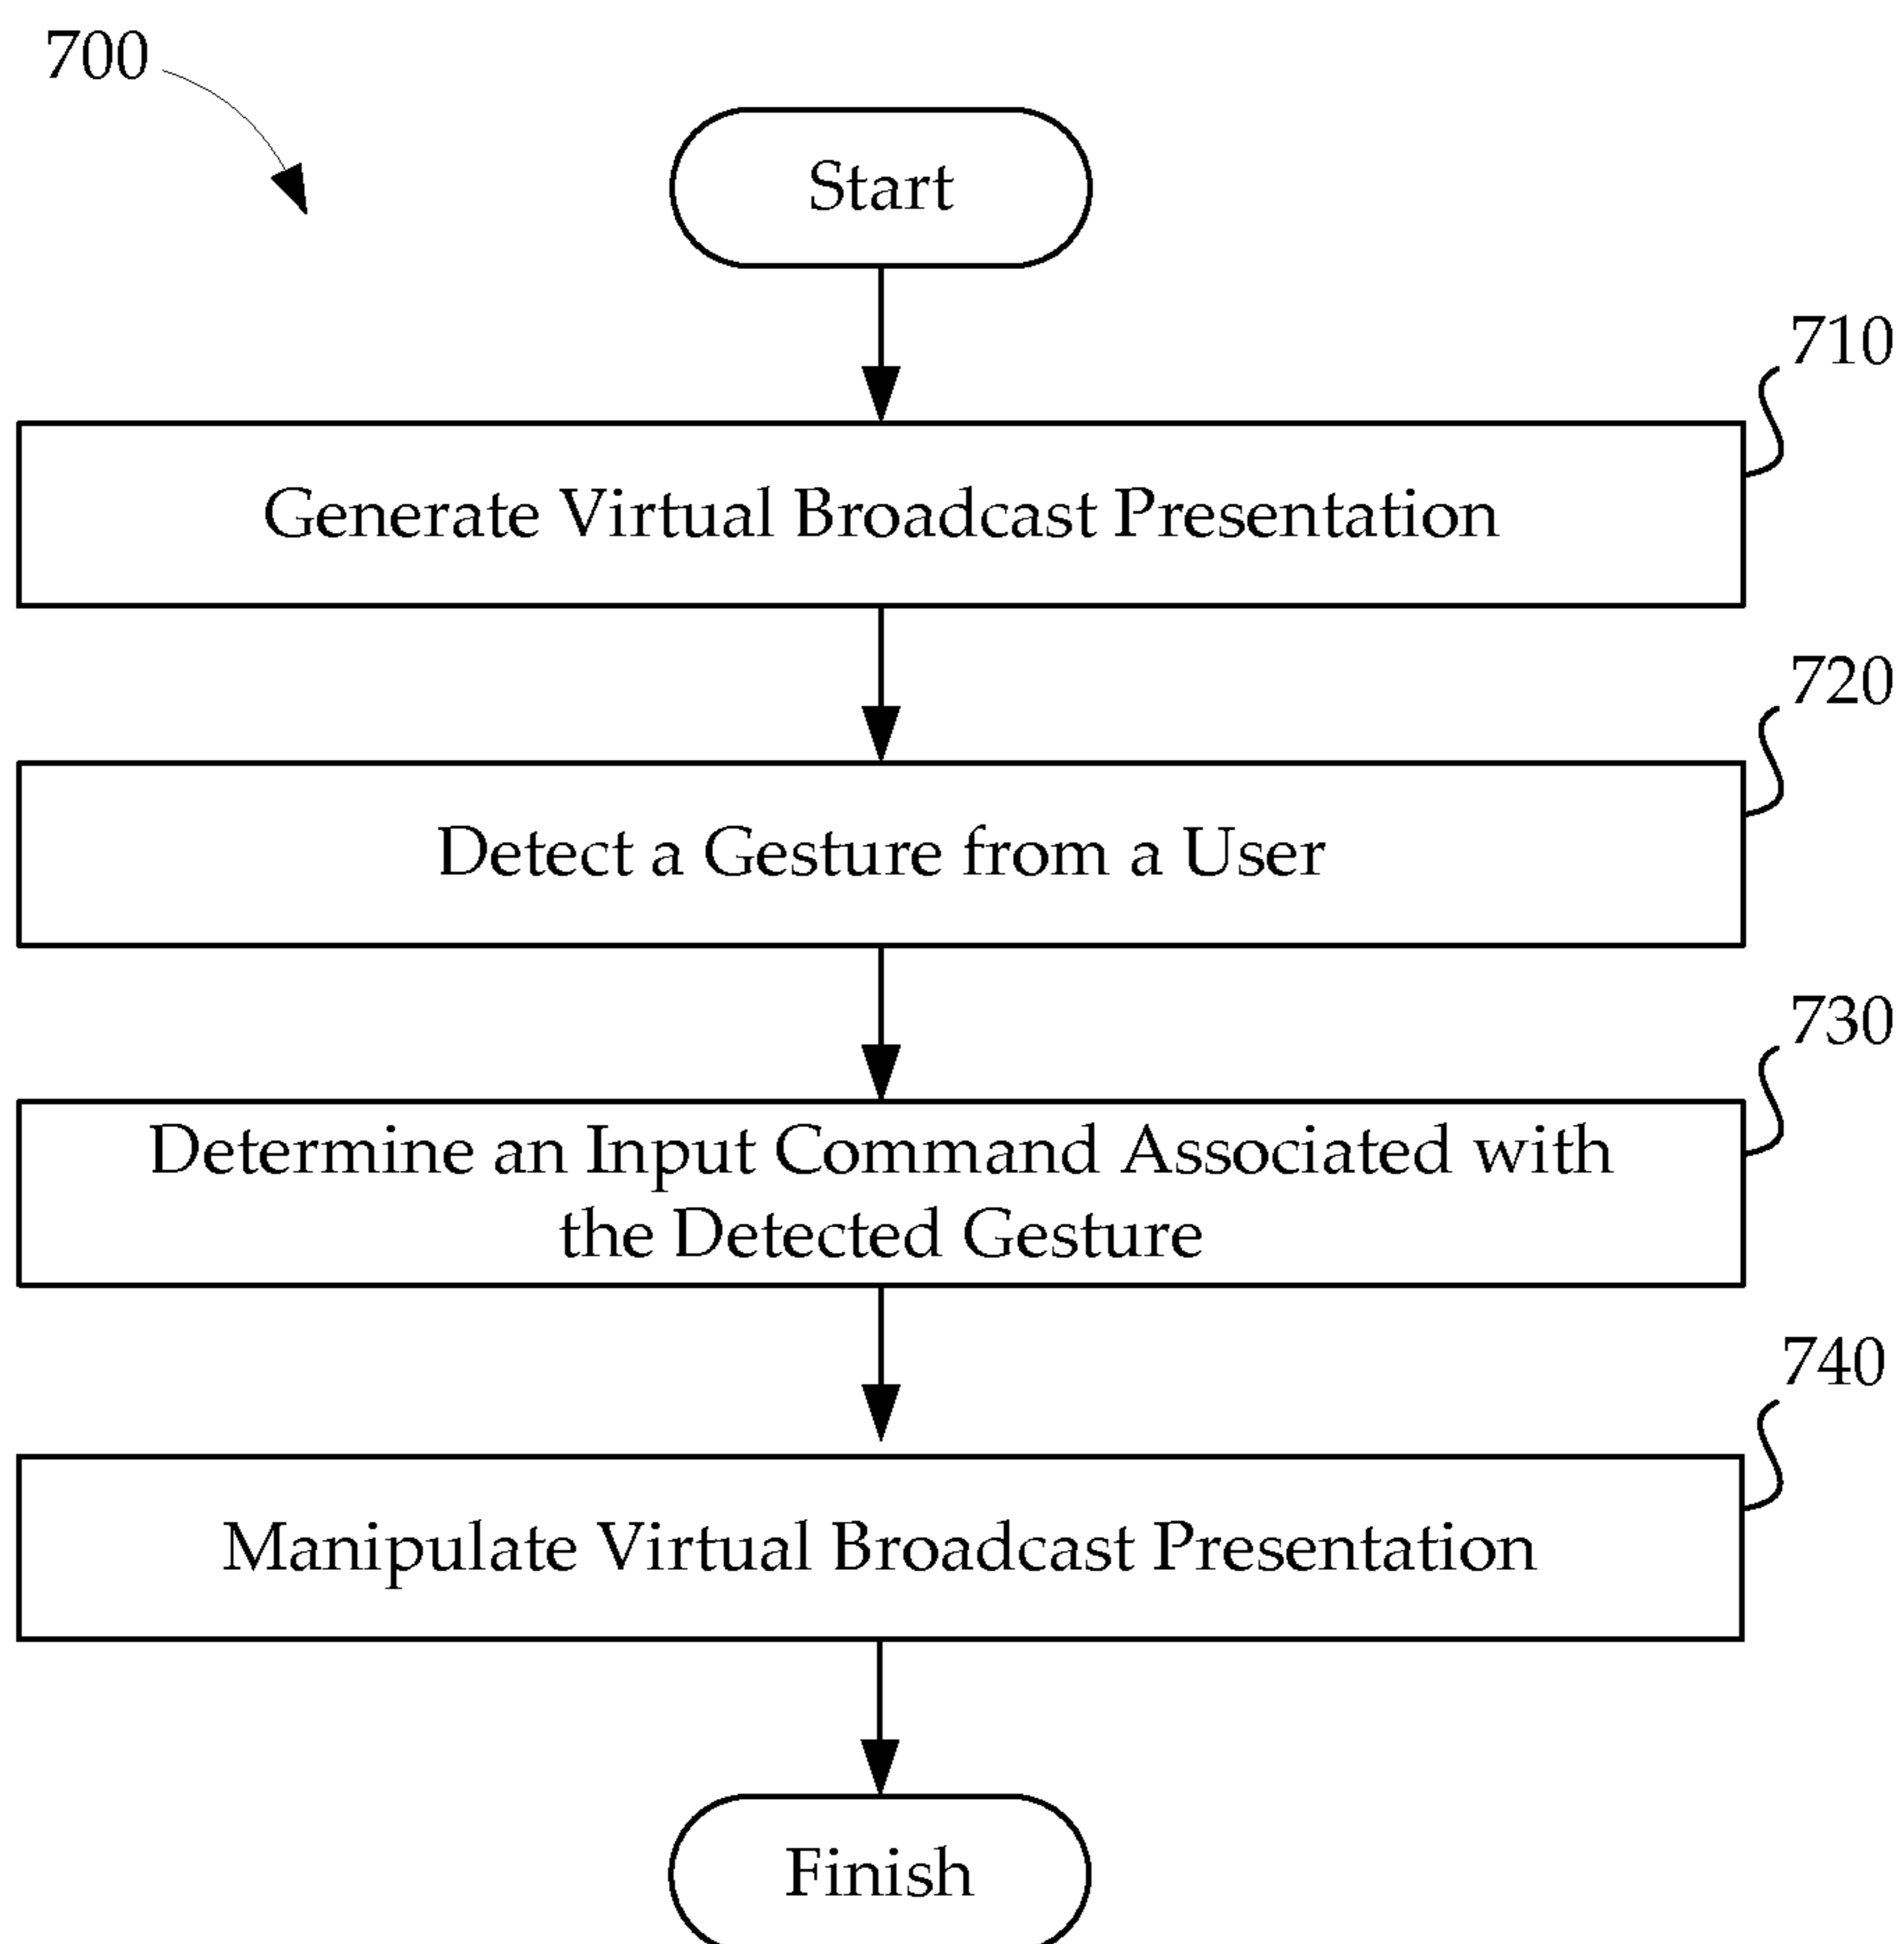 700
Start
710
Generate Virtual Broadcast Presentation
720
Detect a Gesture from a User
730
Determine an Input Command Associated with
the Detected Gesture
740
Manipulate Virtual Broadcast Presentation
Finish